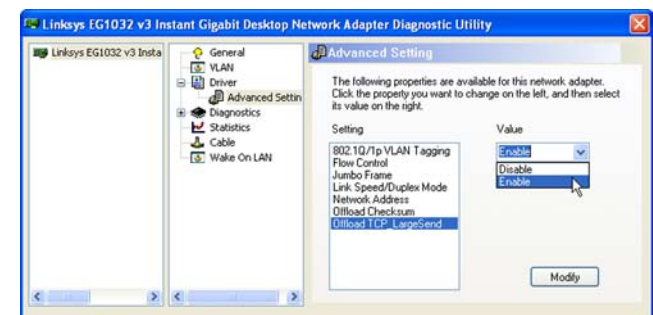 Linksys EG1032 v3 Instant Gigabit Desktop Network Adapter Diagnostic Utility
Linksys EG1032 v3 Insta
General
VLAN
Driver
Advanced Settin
Diagnostics
Statistics
Cable
Wake On LAN
Advanced Setting
The following properties are available for this network adapter.
Click the property you want to change on the left, and then select
its value on the right.
Setting
Value
802.1Q/1p VLAN Tagging
Flow Control
Jumbo Frame
Link Speed/Duplex Mode
Network Address
Offload Checksum
Offload TCP_LargeSend
Enable
Disable
Enable
Modify